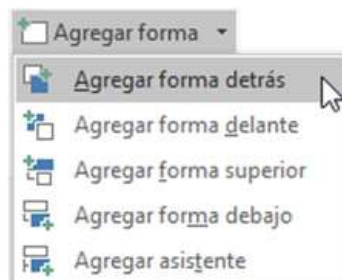 Agregar forma
Agregar forma detrás
Agregar forma delante
Agregar forma superior
Agregar forma debajo
Agregar asistente